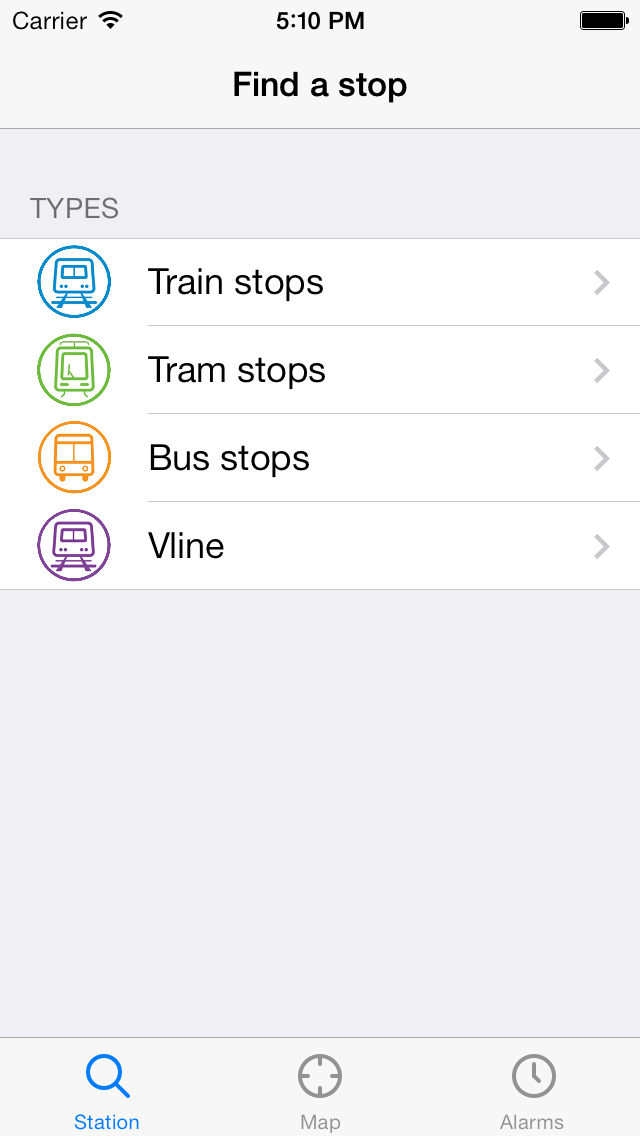 Carrier 5:10 PM
Find a stop
TYPES
Train stops
Tram stops
Bus stops
Vline
Station Map Alarms